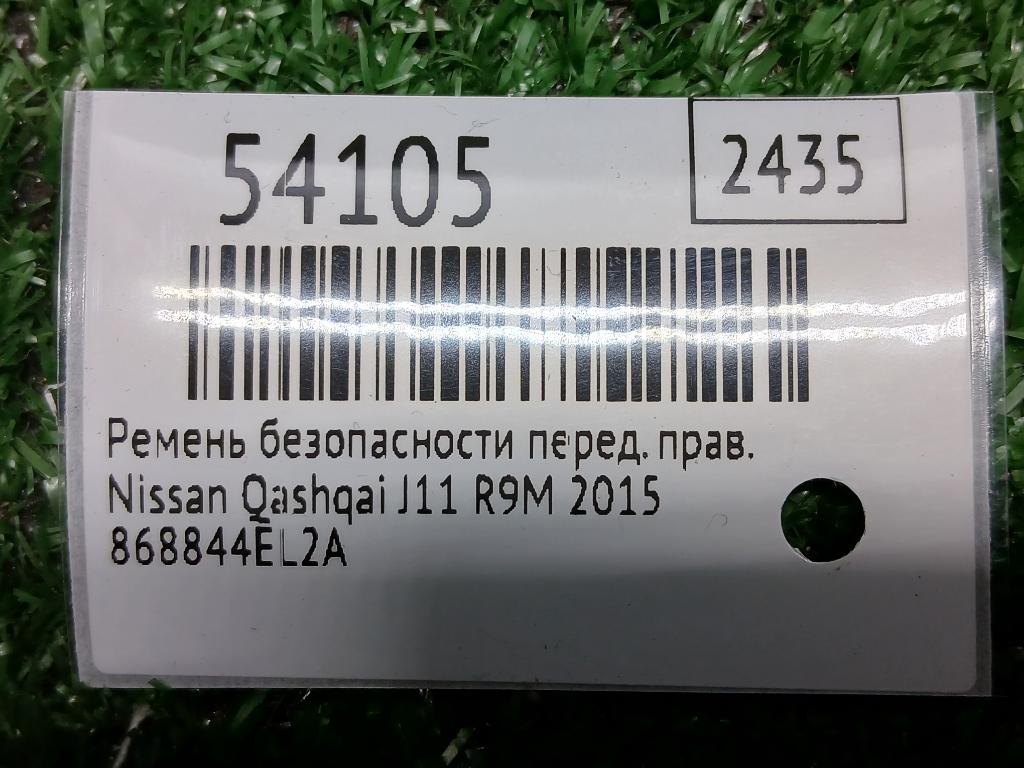 54105
2435
Ремень безопасности перед. прав.
Nissan Qashqai J11 R9M 2015
868844EL2A